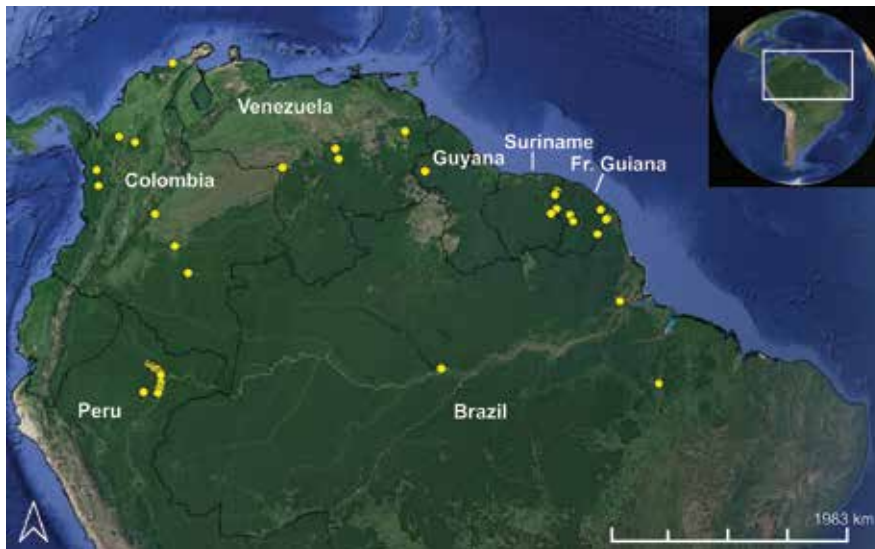 Venezuela
Suriname
Guyana
Fr. Guiana
Colombia
Peru
Brazil
1983 km